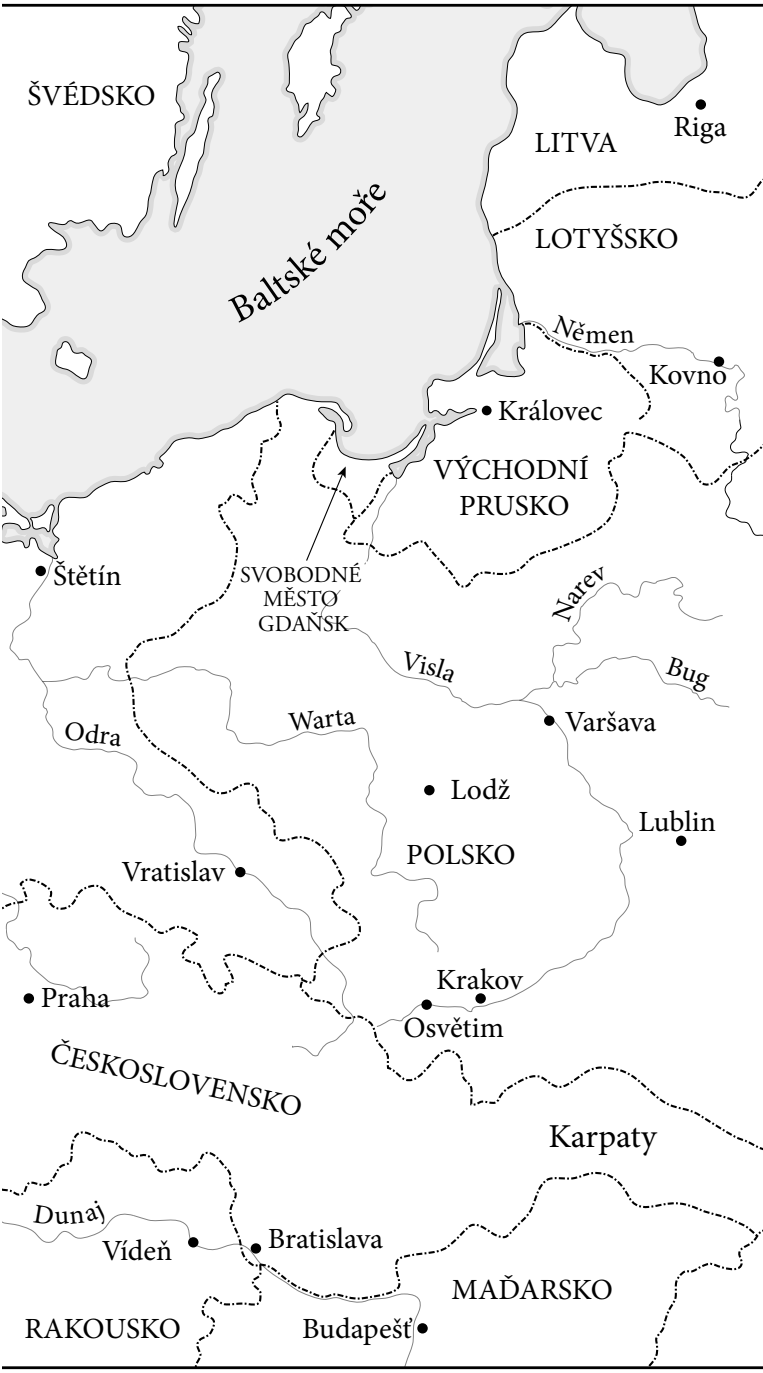 ŠVÉDSKO
Riga
LITVA
Baltské moře
LOTYŠSKO
Němen
Kovno
Královec
VÝCHODNÍ
PRUSKO
Štětín
SVOBODNÉ
MĚSTO
GDAŇSK
Narev
Visla
Bug
Warta
Varšava
Odra
Lodž
Lublin
POLSKO
Vratislav
Krakov
Praha
Osvětim
ČESKOSLOVENSKO
Karpaty
Dunaj
Bratislava
Vídeň
MAĎARSKO
RAKOUSKO
Budapešť